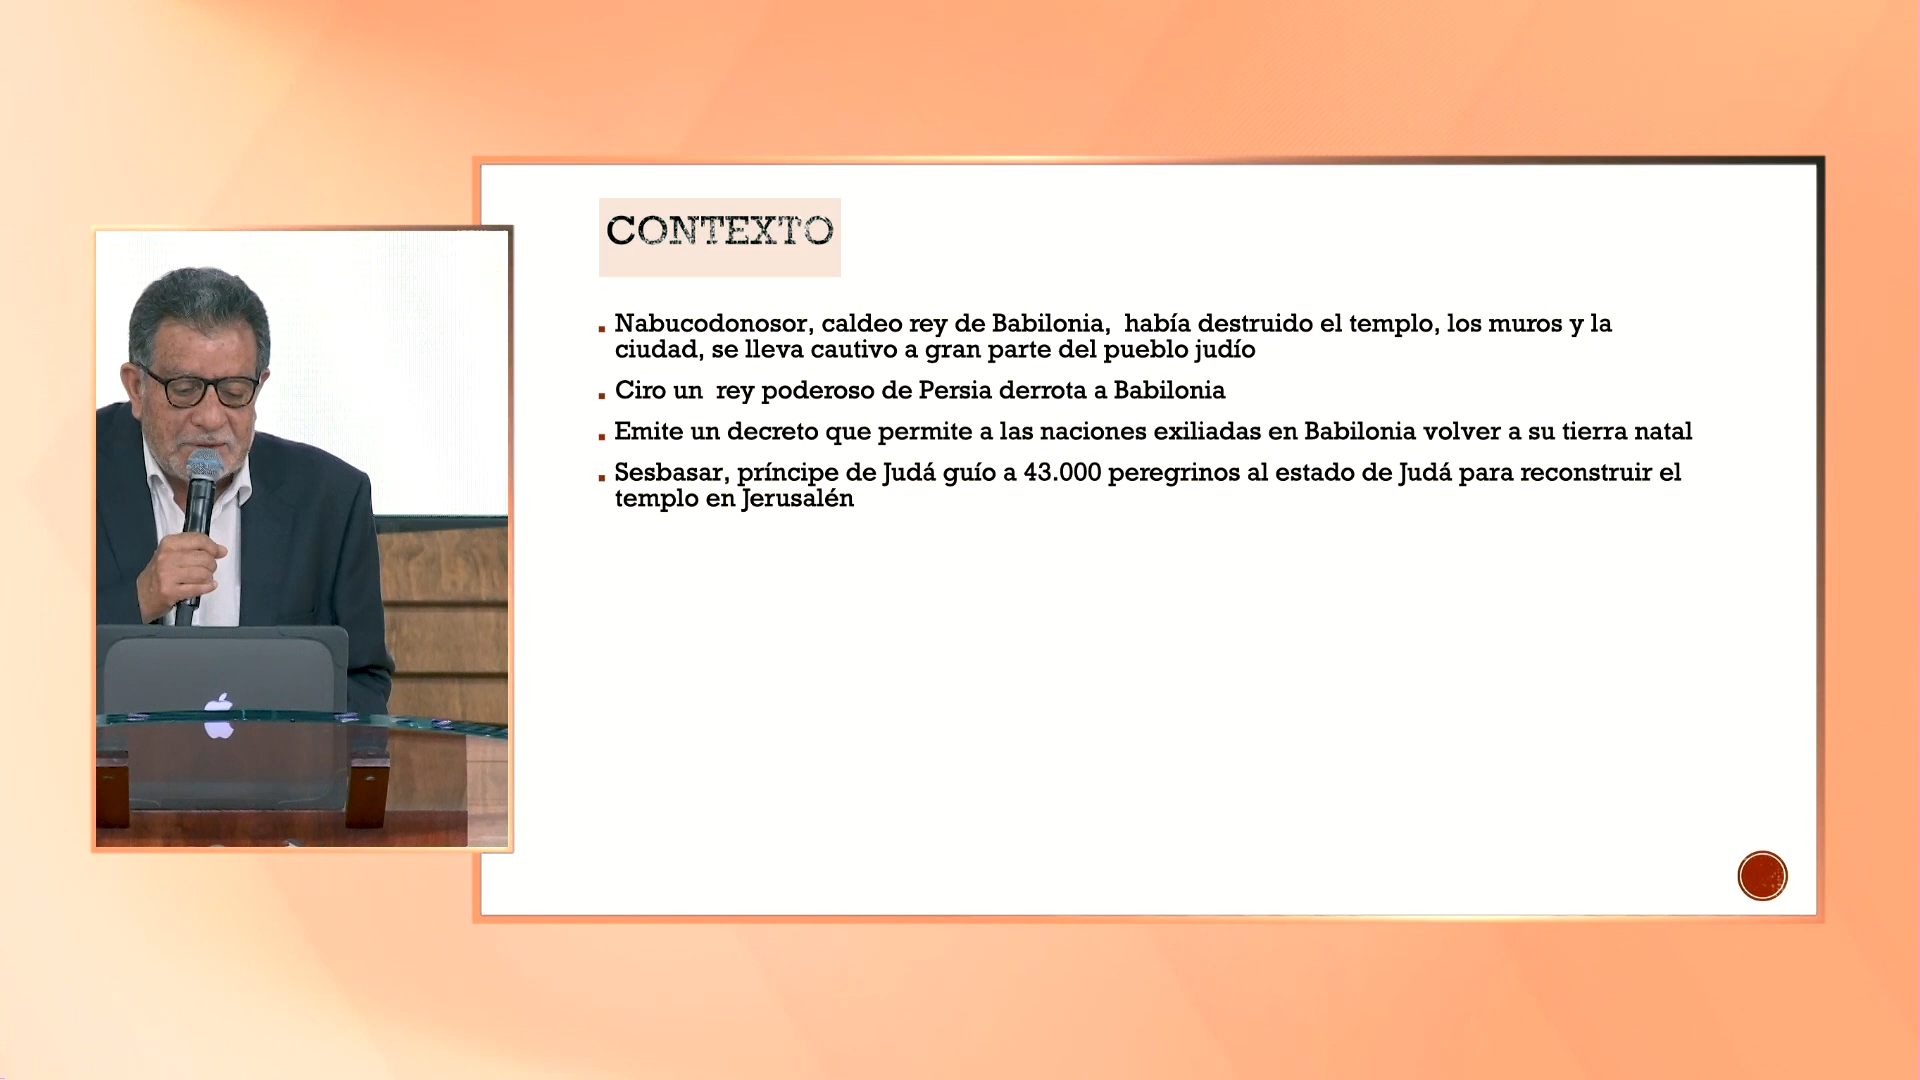 CONTEXTO
Nabucodonosor, caldeo rey de Babilonia, había destruido el templo, los muros y la
ciudad, se lleva cautivo a gran parte del pueblo judío
Ciro un rey poderoso de Persia derrota a Babilonia
Emite un decreto que permite a las naciones exiliadas en Babilonia volver a su tierra natal
Sesbasar, príncipe de Judá guío a 43.000 peregrinos al estado de Judá para reconstruir el
templo en Jerusalén